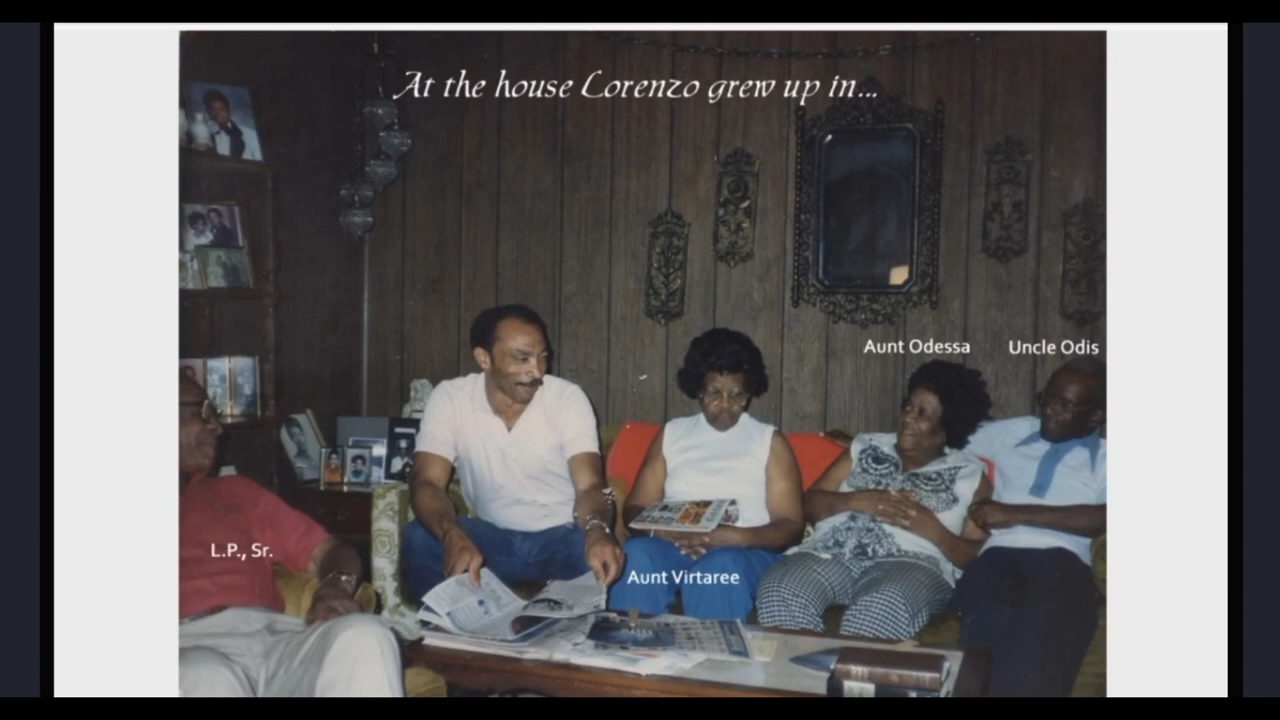 At the house Lorenzo grew up in...
Aunt Odessa
Uncle Odis
L.P., Sr.
Aunt Virtaree